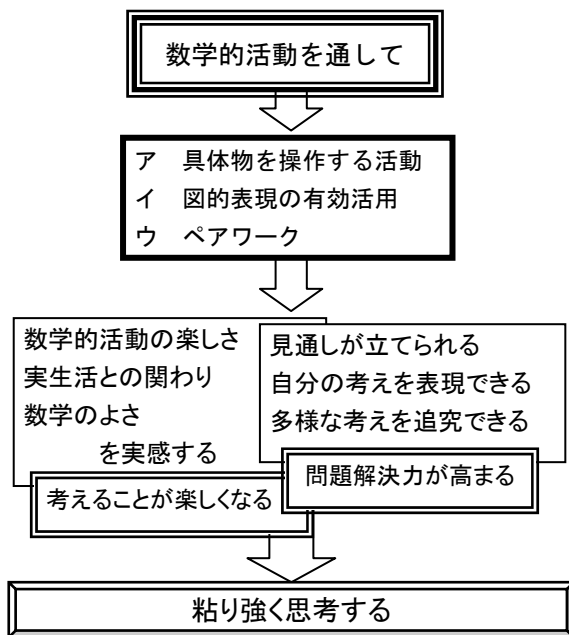 数学的活動を通して
ア　具体物を操作する活動
イ　図的表現の有効活用
ウ　ペアワーク
数学的活動の楽しさ
実生活との関わり
数学のよさ
を実感する
考えることが楽しくなる
見通しが立てられる
自分の考えを表現できる
多様な考えを追究できる
問題解決力が高まる
粘り強く思考する